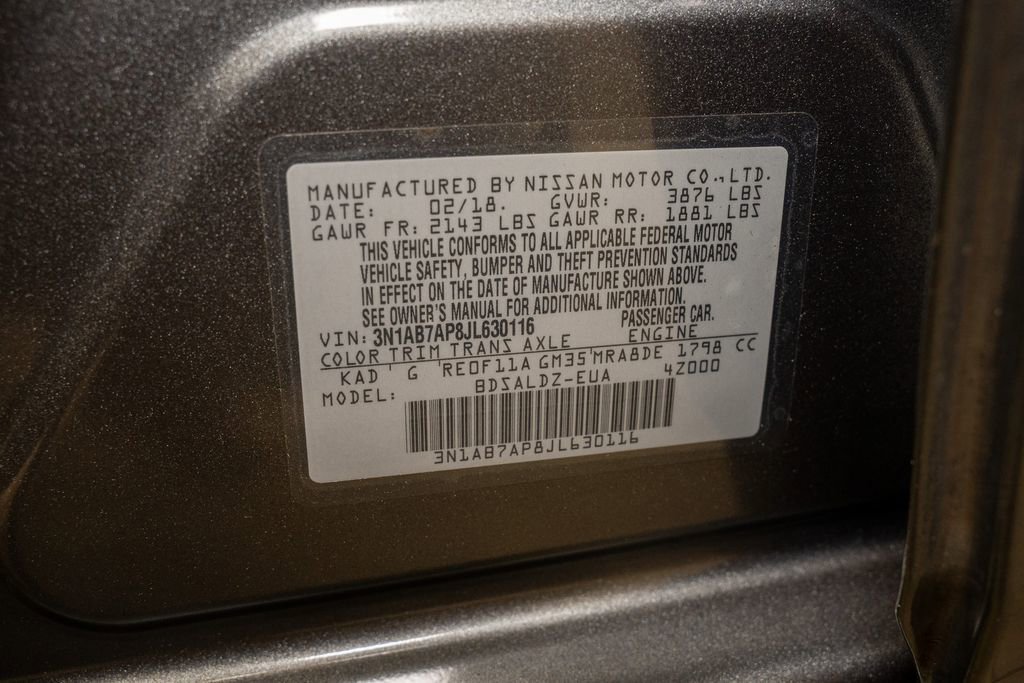 MANUFACTURED BY NISSAN MOTOR CO.,LTD.
DATE: 02/18. GVWR: 3876 LBS
GAWR FR: 2143 LBS GAWR RR: 1881 LBS
THIS VEHICLE CONFORMS TO ALL APPLICABLE FEDERAL MOTOR
VEHICLE SAFETY, BUMPER AND THEFT PREVENTION STANDARDS
IN EFFECT ON THE DATE OF MANUFACTURE SHOWN ABOVE.
SEE OWNER'S MANUAL FOR ADDITIONAL INFORMATION.
VIN: 3N1AB7AP8JL630116 PASSENGER CAR.
COLOR TRIM TRANS AXLE ENGINE
KAD G RE0F11A GM35 MRA8DE 1798 CC
MODEL: BDSALDZ-EUA 4Z000
3N1AB7AP8JL630116